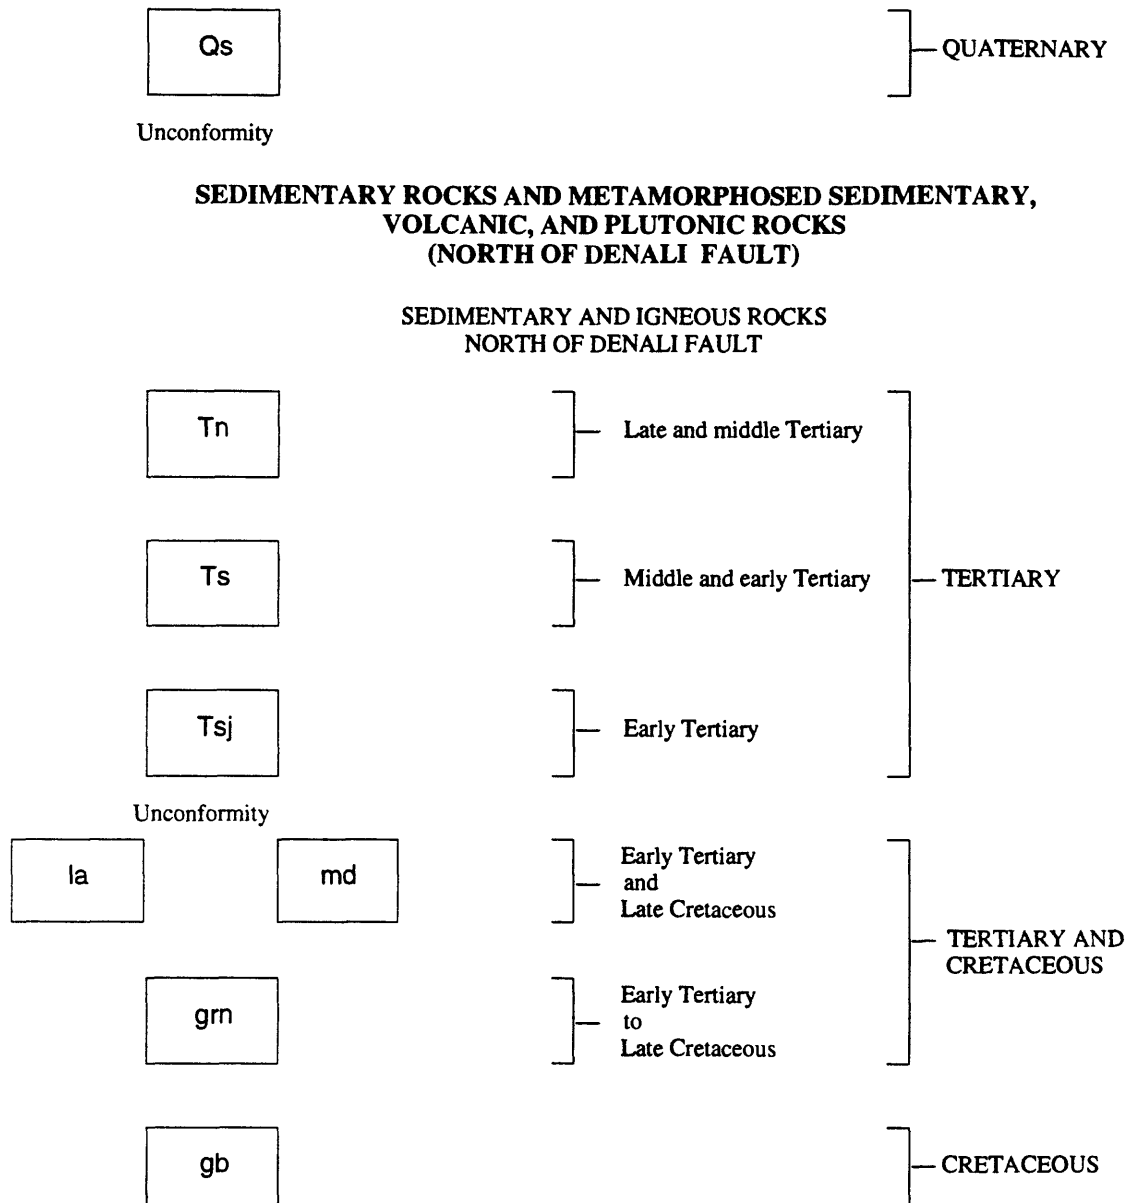 Qs
QUATERNARY
Unconformity
SEDIMENTARY ROCKS AND METAMORPHOSED SEDIMENTARY,
VOLCANIC, AND PLUTONIC ROCKS
(NORTH OF DENALI FAULT)
SEDIMENTARY AND IGNEOUS ROCKS
NORTH OF DENALI FAULT
Tn
Late and middle Tertiary
Ts
Middle and early Tertiary
TERTIARY
Tsj
Early Tertiary
Unconformity
la
md
Early Tertiary
and
Late Cretaceous
TERTIARY AND
CRETACEOUS
grn
Early Tertiary
to
Late Cretaceous
gb
CRETACEOUS